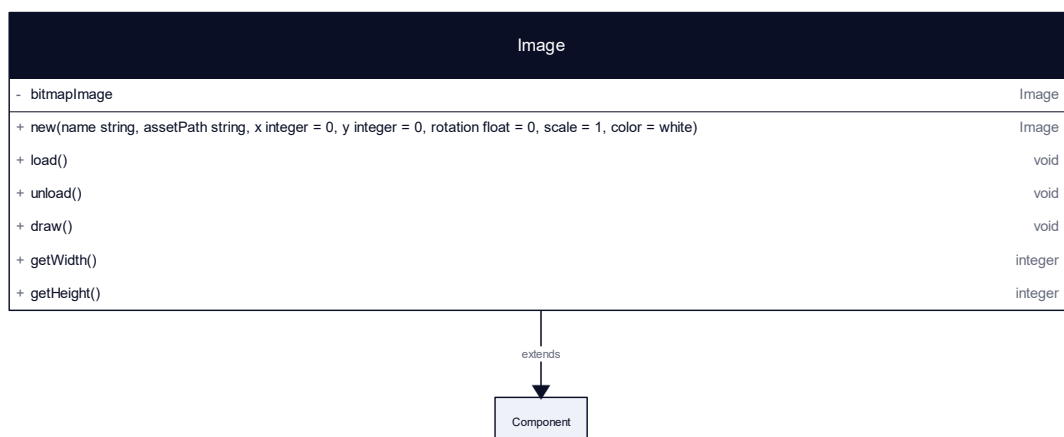 Image
- bitmapImage Image
+ new(name string, assetPath string, x integer = 0, y integer = 0, rotation float = 0, scale = 1, color = white) Image
+ load() void
+ unload() void
+ draw() void
+ getWidth() integer
+ getHeight() integer
extends
Component